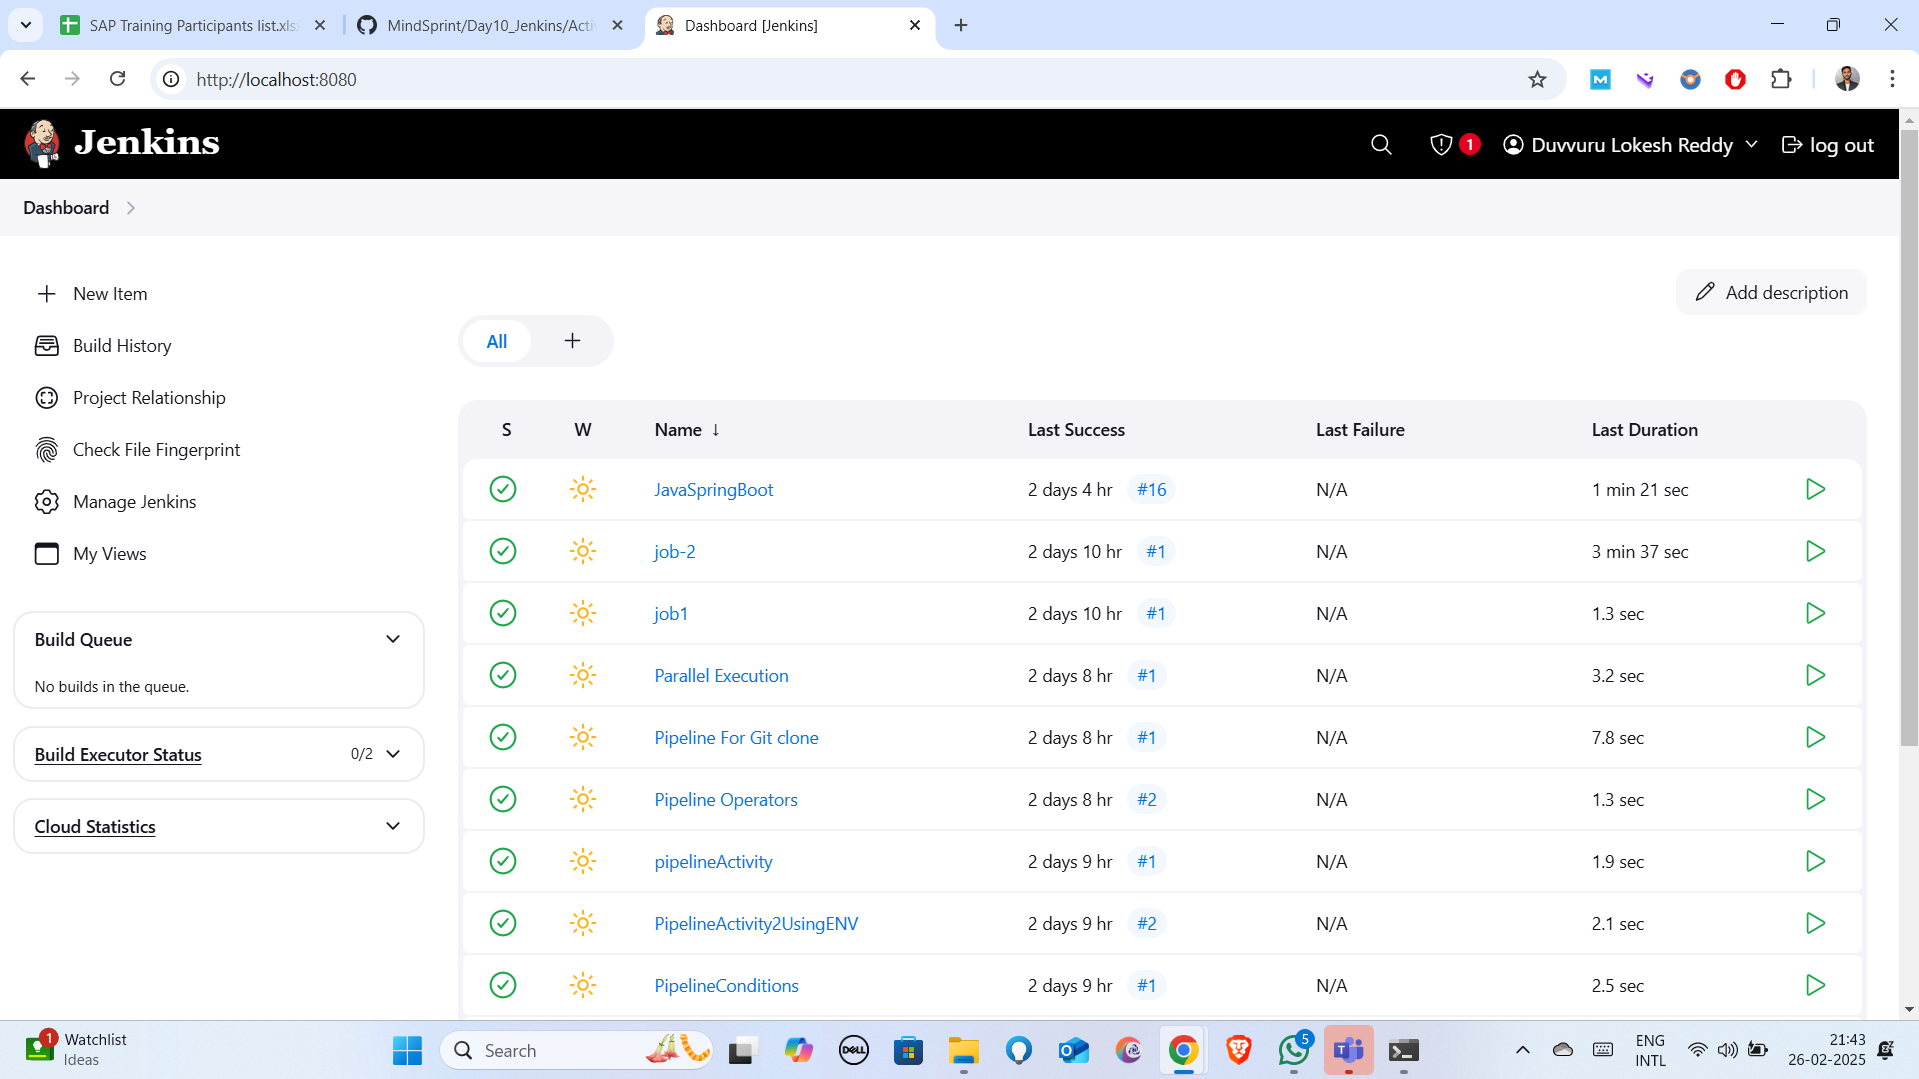 SAP Training Participants list.xls
MindSprint/Day10_Jenkins/Acti
Dashboard [Jenkins]
http://localhost:8080
Jenkins
1
Duvvuru Lokesh Reddy
log out
Dashboard
New Item
Build History
Project Relationship
Check File Fingerprint
Manage Jenkins
My Views
Build Queue
No builds in the queue.
Build Executor Status 0/2
Cloud Statistics
Add description
All
S W Name ↓ Last Success Last Failure Last Duration
JavaSpringBoot 2 days 4 hr #16 N/A 1 min 21 sec
job-2 2 days 10 hr #1 N/A 3 min 37 sec
job1 2 days 10 hr #1 N/A 1.3 sec
Parallel Execution 2 days 8 hr #1 N/A 3.2 sec
Pipeline For Git clone 2 days 8 hr #1 N/A 7.8 sec
Pipeline Operators 2 days 8 hr #2 N/A 1.3 sec
pipelineActivity 2 days 9 hr #1 N/A 1.9 sec
PipelineActivity2UsingENV 2 days 9 hr #2 N/A 2.1 sec
PipelineConditions 2 days 9 hr #1 N/A 2.5 sec
1
Watchlist
Ideas
Search
DELL
5
ENG
INTL
21:43
26-02-2025